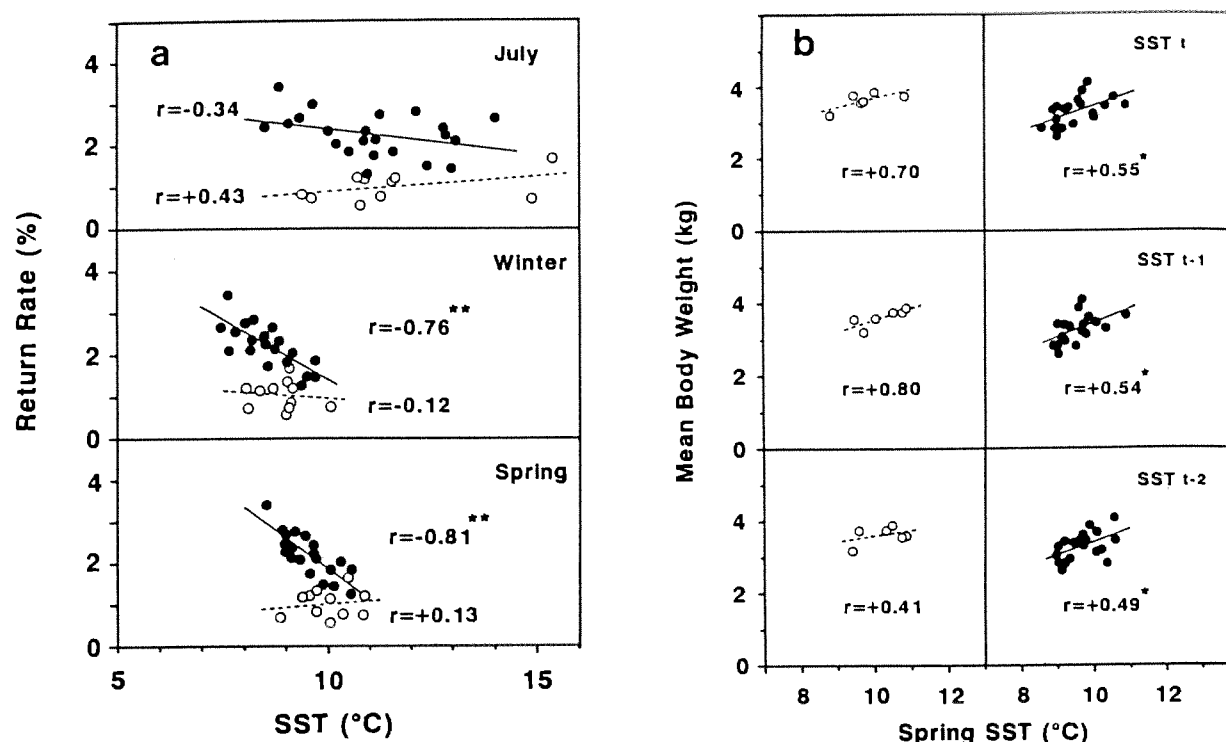 a
July
4
r=-0.34
2
r=+0.43
0
Winter
4
r=-0.76**
2
r=-0.12
0
Spring
4
r=-0.81**
2
r=+0.13
0
5 10 15
SST (°C)
Return Rate (%)
b
SST t
6
4
2
r=+0.70
r=+0.55*
0
SST t-1
6
4
2
r=+0.80
r=+0.54*
0
SST t-2
6
4
2
r=+0.41
r=+0.49*
0
8 10 12 8 10 12
Spring SST (°C)
Mean Body Weight (kg)